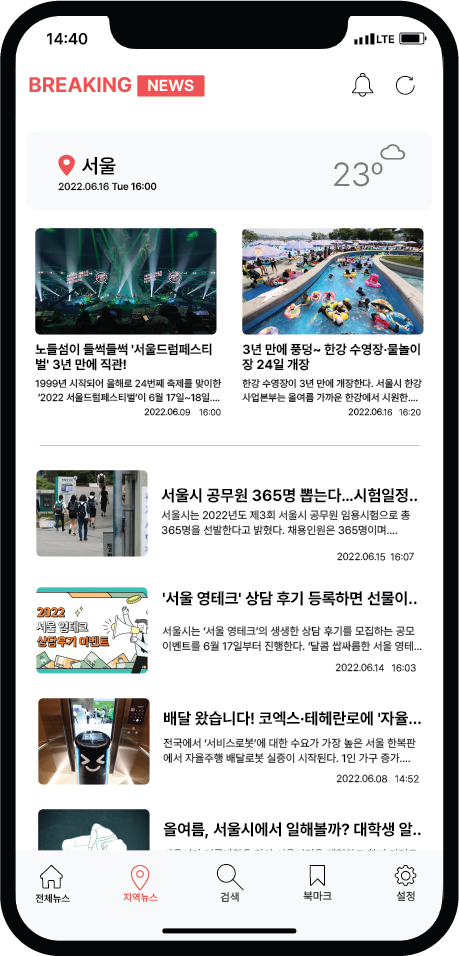 14:40
LTE
BREAKING NEWS
서울
2022.06.16 Tue 16:00
23º
노들섬이 들썩들썩 '서울드럼페스티
벌' 3년 만에 직관!
1999년 시작되어 올해로 24번째 축제를 맞이한
'2022 서울드럼페스티벌'이 6월 17일~18일....
2022.06.09 16:00
3년 만에 풍덩~ 한강 수영장·물놀이
장 24일 개장
한강 수영장이 3년 만에 개장한다. 서울시 한강
사업본부는 올여름 가까운 한강에서 시원한....
2022.06.16 16:20
서울시 공무원 365명 뽑는다...시험일정..
서울시는 2022년도 제3회 서울시 공무원 임용시험으로 총
365명을 선발한다고 밝혔다. 채용인원은 365명이며....
2022.06.15 16:07
2022
서울 영테크
상담후기 이벤트
'서울 영테크' 상담 후기 등록하면 선물이..
서울시는 '서울 영테크'의 생생한 상담 후기를 모집하는 공모
이벤트를 6월 17일부터 진행한다. '달콤 쌉싸름한 서울 영테...
2022.06.14 16:03
배달 왔습니다! 코엑스·테헤란로에 '자율...
전국에서 '서비스로봇'에 대한 수요가 가장 높은 서울 한복판
에서 자율주행 배달로봇 실증이 시작된다. 1인 가구 증가....
2022.06.08 14:52
올여름, 서울시에서 일해볼까? 대학생 알..
전체뉴스
지역뉴스
검색
북마크
설정